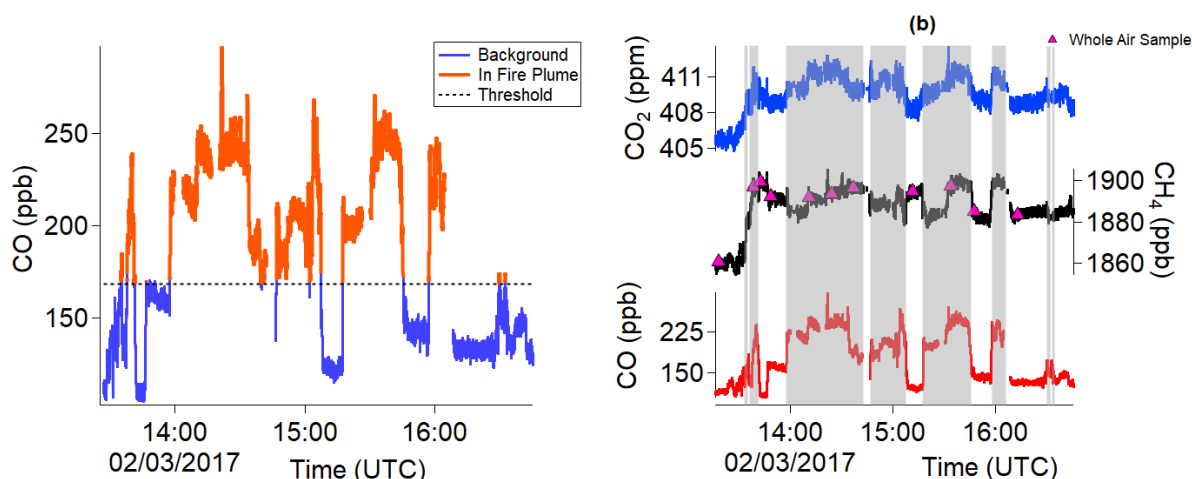 Background
In Fire Plume
Threshold
CO (ppb)
250
200
150
14:00
15:00
16:00
02/03/2017
Time (UTC)
(b)
Whole Air Sample
CO2 (ppm)
411
408
405
CH4 (ppb)
1900
1880
1860
CO (ppb)
225
150
14:00
15:00
16:00
02/03/2017
Time (UTC)